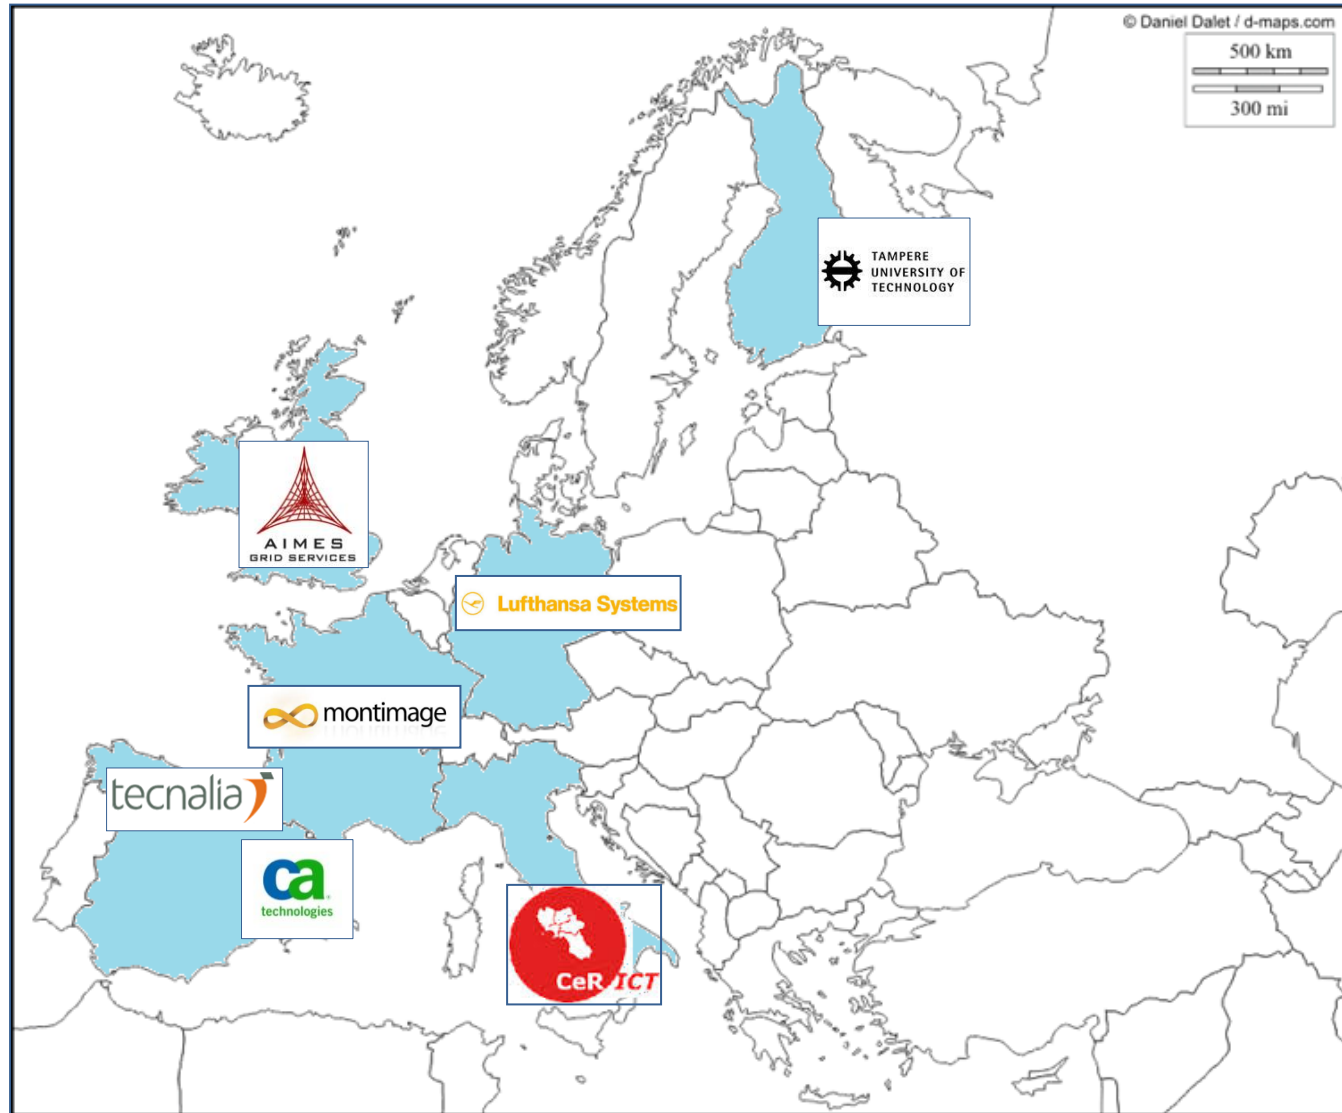 © Daniel Dalet / d-maps.com
500 km
300 mi
TAMPERE
UNIVERSITY OF
TECHNOLOGY
AIMES
GRID SERVICES
Lufthansa Systems
montimage
tecnalia
ca
technologies
CeR ICT